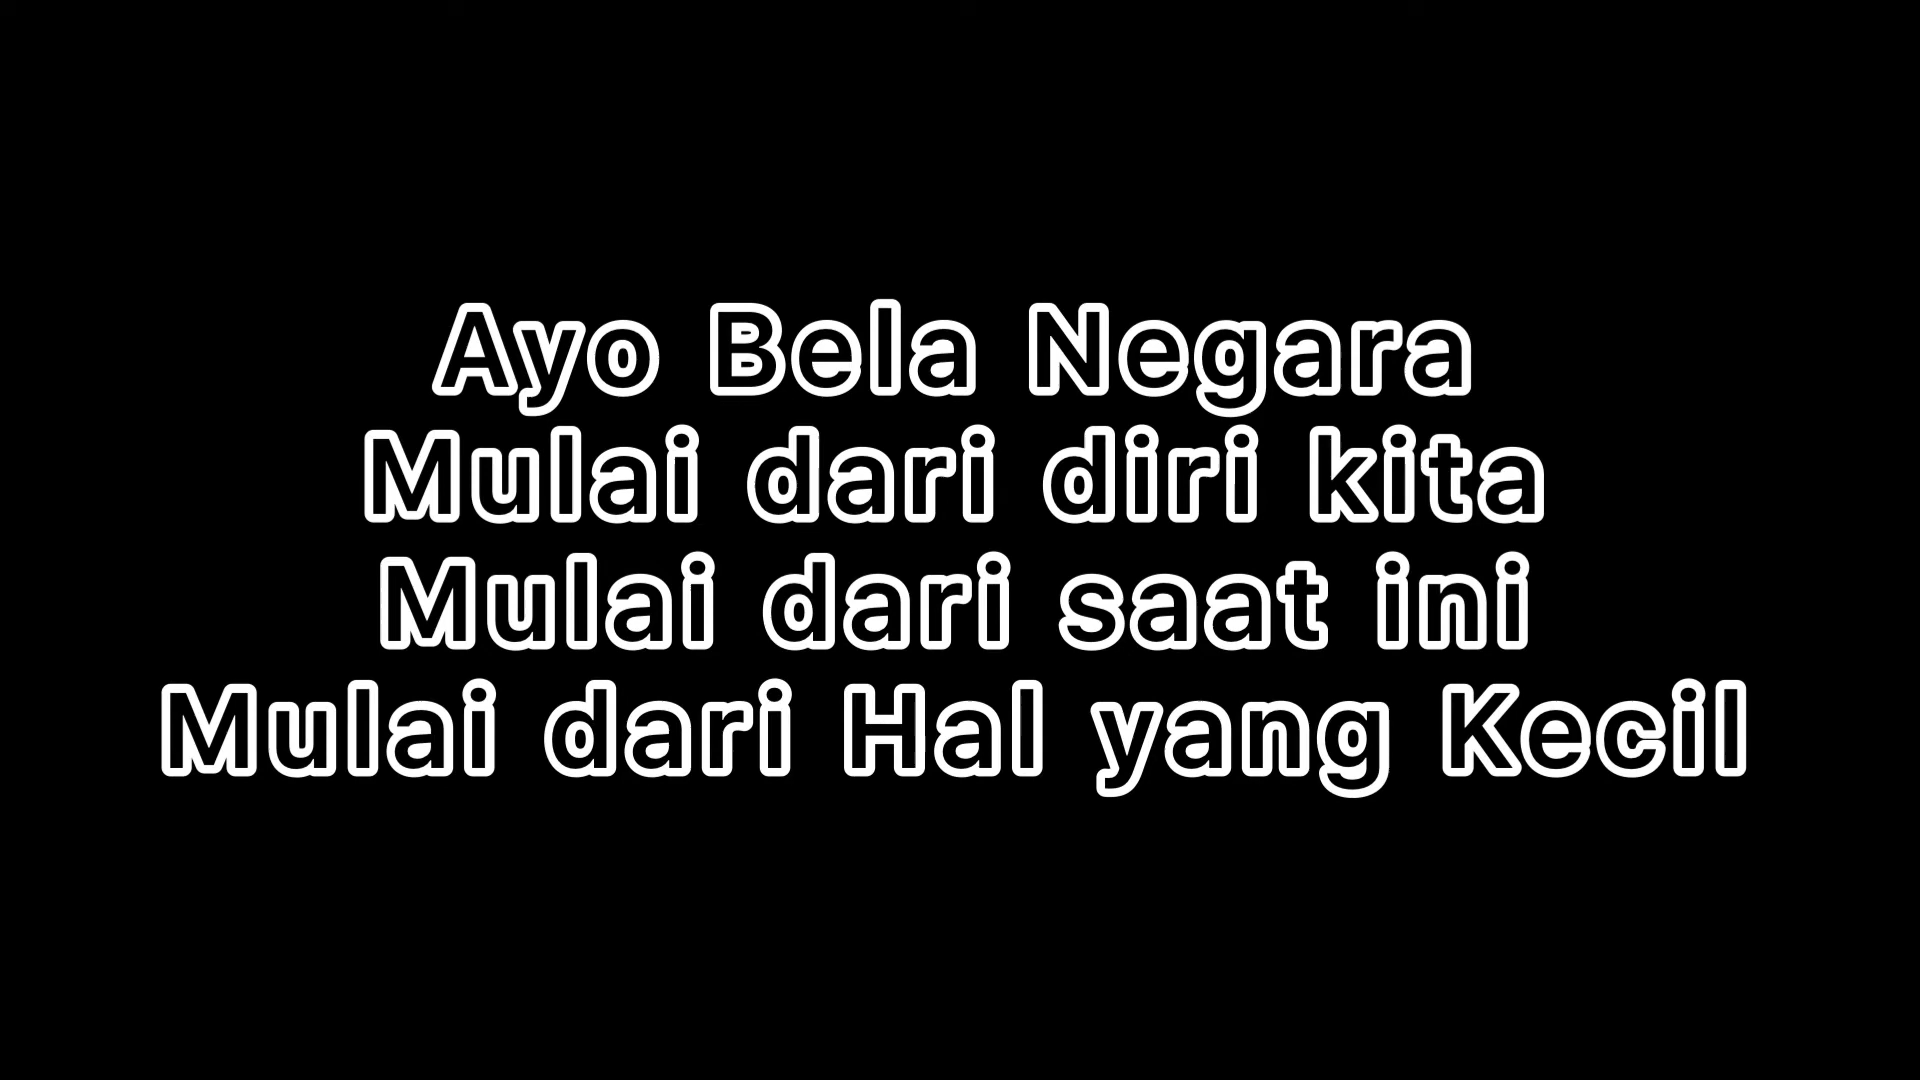 Ayo Bela Negara
Mulai dari diri kita
Mulai dari saat ini
Mulai dari Hal yang Kecil